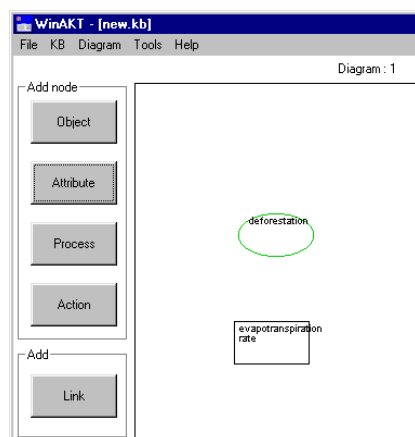 WinAKT - [new.kb]
File KB Diagram Tools Help
Diagram : 1
Add node
Object
Attribute
Process
Action
Add
Link
deforestation
evapotranspiration
rate